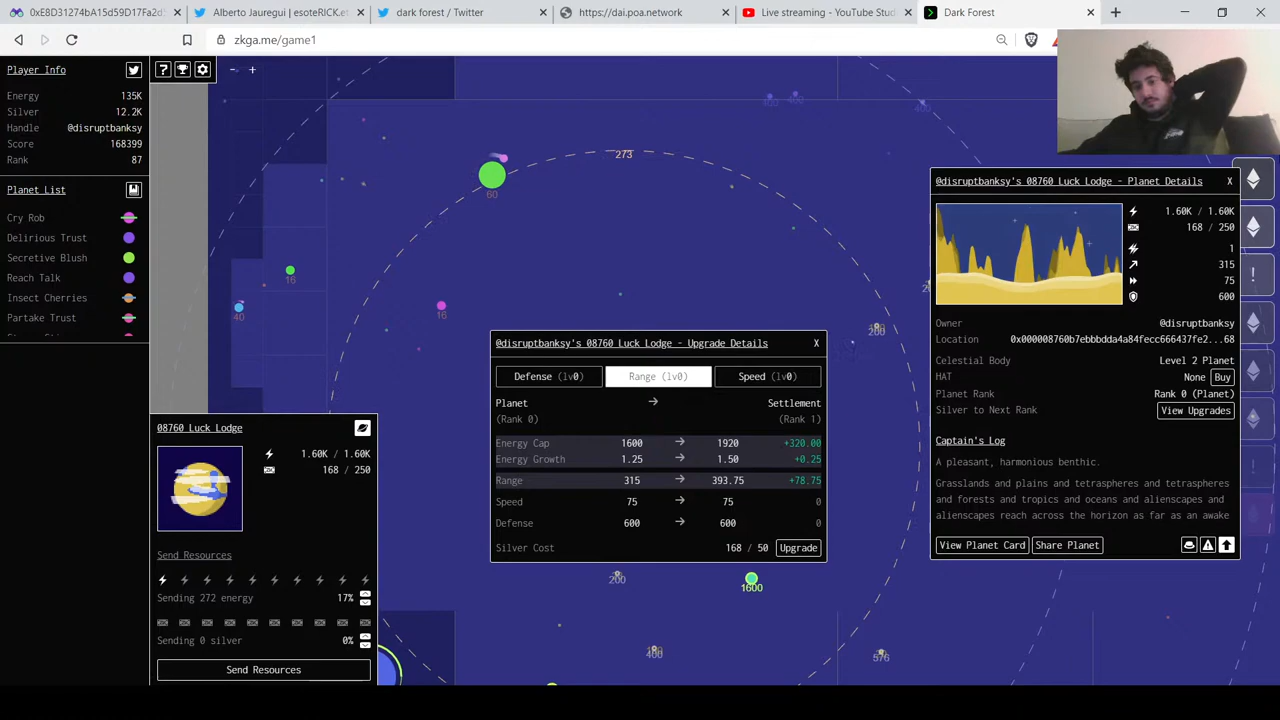 0xE8D31274bA15d59D17Fa2d5
Alberto Jauregui | esoteRICK.et
dark forest / Twitter
https://dai.poa.network
Live streaming - YouTube Stud
Dark Forest
zkga.me/game1
Player Info
Energy 135K
Silver 12.2K
Handle @disruptbanksy
Score 168399
Rank 87
Planet List
Cry Rob
Delirious Trust
Secretive Blush
Reach Talk
Insect Cherries
Partake Trust
? - +
273
60
16
40
16
400 400
400
200
200
1600
400
576
@disruptbanksy's 08760 Luck Lodge - Planet Details X
1.60K / 1.60K
168 / 250
1
315
75
600
Owner @disruptbanksy
Location 0x000008760b7ebbbdda4a84fecc666437fe2...68
Celestial Body Level 2 Planet
HAT None Buy
Planet Rank Rank 0 (Planet)
Silver to Next Rank View Upgrades
Captain's Log
A pleasant, harmonious benthic.
Grasslands and plains and tetraspheres and tetraspheres
and forests and tropics and oceans and alienscapes and
alienscapes reach across the horizon as far as an awake
View Planet Card Share Planet
@disruptbanksy's 08760 Luck Lodge - Upgrade Details X
Defense (lv0) Range (lv0) Speed (lv0)
Planet → Settlement
(Rank 0) (Rank 1)
Energy Cap 1600 → 1920 +320.00
Energy Growth 1.25 → 1.50 +0.25
Range 315 → 393.75 +78.75
Speed 75 → 75 0
Defense 600 → 600 0
Silver Cost 168 / 50 Upgrade
08760 Luck Lodge
1.60K / 1.60K
168 / 250
Send Resources
Sending 272 energy 17%
Sending 0 silver 0%
Send Resources